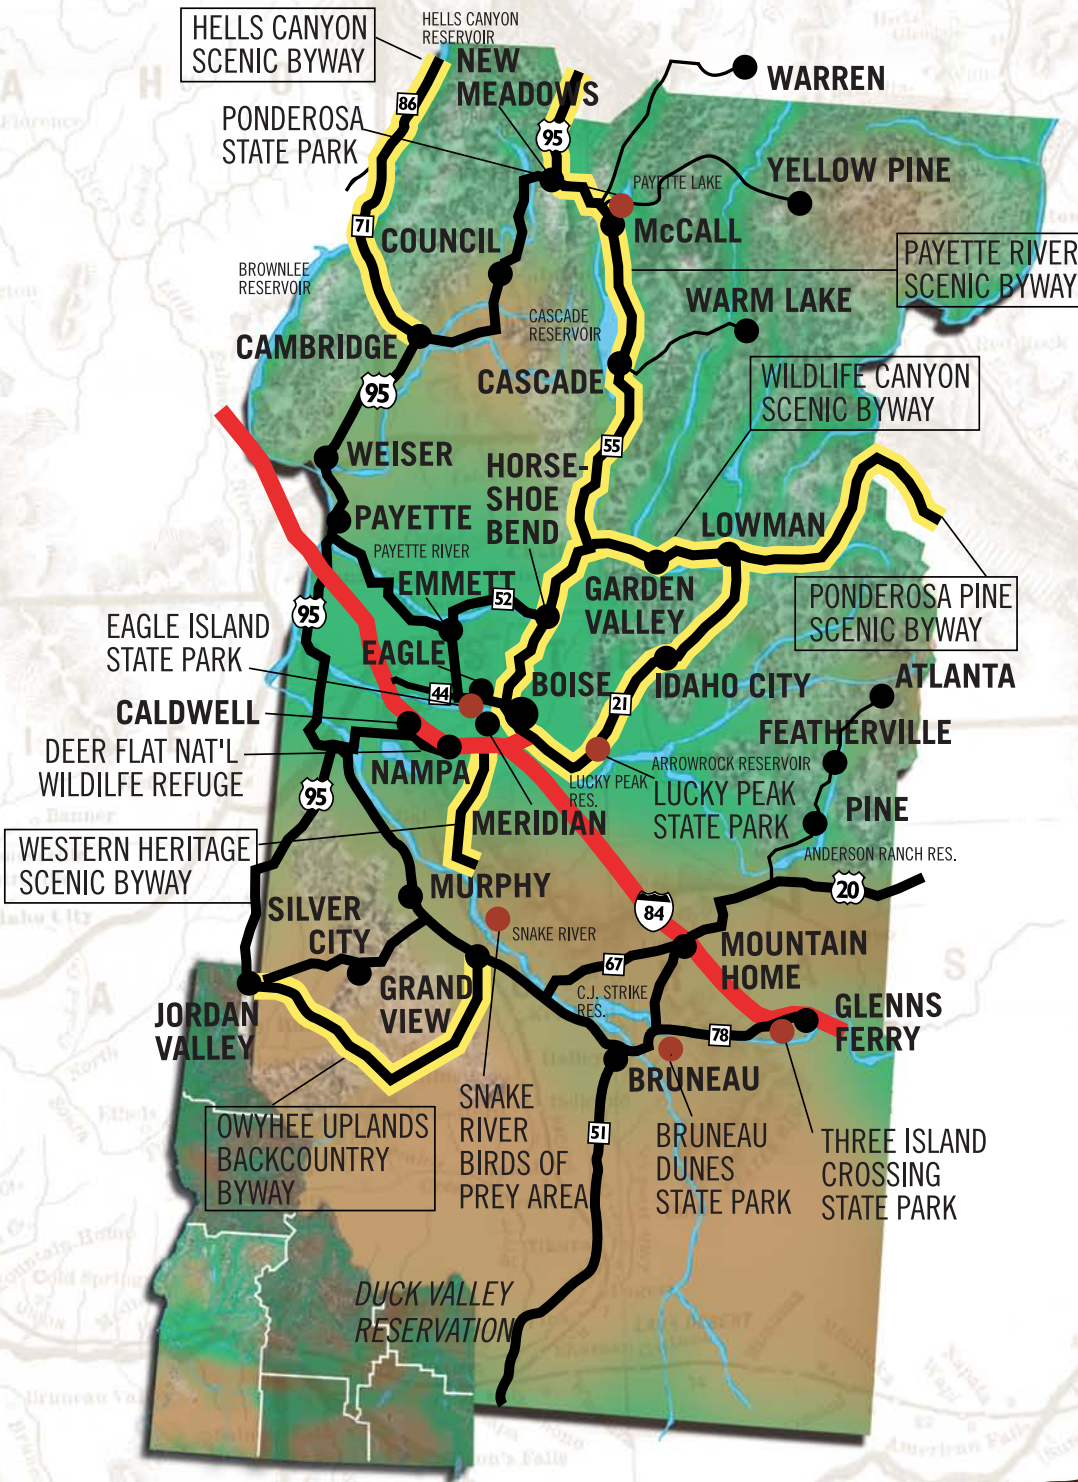 HELLS CANYON
SCENIC BYWAY
HELLS CANYON
RESERVOIR
NEW
MEADOWS
WARREN
86
PONDEROSA
STATE PARK
95
YELLOW PINE
PAYETTE LAKE
71
COUNCIL
McCALL
PAYETTE RIVER
SCENIC BYWAY
BROWNLEE
RESERVOIR
WARM LAKE
CASCADE
RESERVOIR
CAMBRIDGE
CASCADE
WILDLIFE CANYON
SCENIC BYWAY
95
55
WEISER
HORSE-
SHOE
BEND
PAYETTE
LOWMAN
PAYETTE RIVER
EMMETT
52
GARDEN
VALLEY
PONDEROSA PINE
SCENIC BYWAY
95
EAGLE ISLAND
STATE PARK
EAGLE
44
BOISE
21
IDAHO CITY
ATLANTA
CALDWELL
FEATHERVILLE
DEER FLAT NAT'L
WILDILFE REFUGE
NAMPA
ARROWROCK RESERVOIR
LUCKY PEAK
RES.
LUCKY PEAK
STATE PARK
95
MERIDIAN
PINE
WESTERN HERITAGE
SCENIC BYWAY
ANDERSON RANCH RES.
MURPHY
20
SILVER
CITY
84
SNAKE RIVER
MOUNTAIN
HOME
67
GRAND
VIEW
C.J. STRIKE
RES.
JORDAN
VALLEY
GLENNS
FERRY
78
BRUNEAU
SNAKE
RIVER
BIRDS OF
PREY AREA
OWYHEE UPLANDS
BACKCOUNTRY
BYWAY
51
BRUNEAU
DUNES
STATE PARK
THREE ISLAND
CROSSING
STATE PARK
DUCK VALLEY
RESERVATION